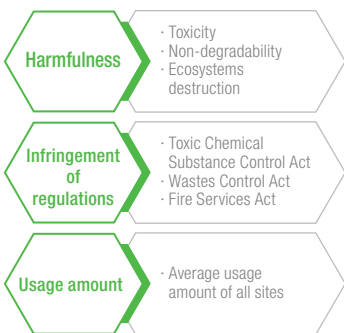 Harmfulness
· Toxicity
· Non-degradability
· Ecosystems
destruction
Infringement
of
regulations
· Toxic Chemical
Substance Control Act
· Wastes Control Act
· Fire Services Act
Usage amount
· Average usage
amount of all sites